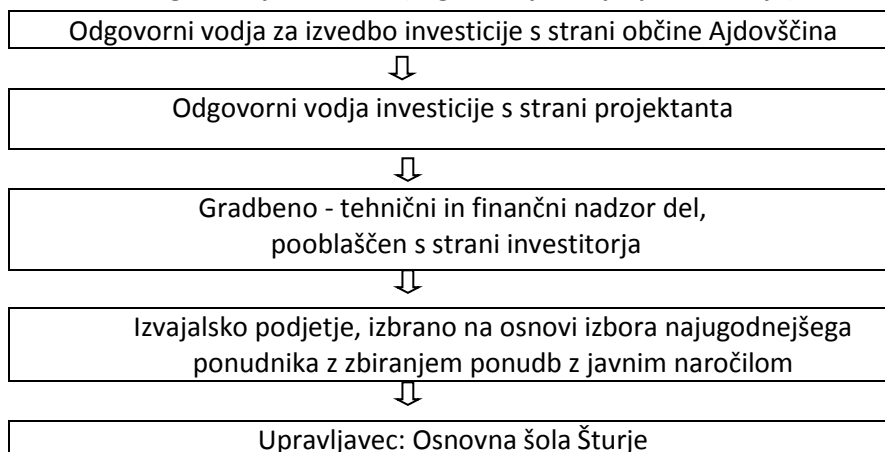 Odgovorni vodja za izvedbo investicije s strani občine Ajdovščina
Odgovorni vodja investicije s strani projektanta
Gradbeno - tehnični in finančni nadzor del,
pooblaščen s strani investitorja
Izvajalsko podjetje, izbrano na osnovi izbora najugodnejšega
ponudnika z zbiranjem ponudb z javnim naročilom
Upravljavec: Osnovna šola Šturje